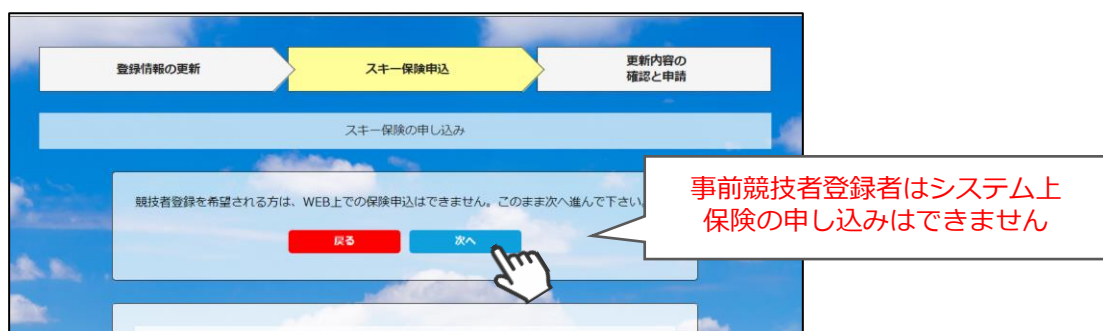 登録情報の更新
スキー保険申込
更新内容の
確認と申請
スキー保険の申し込み
競技者登録を希望される方は、WEB上での保険申込はできません。このまま次へ進んで下さい。
戻る
次へ
事前競技者登録者はシステム上
保険の申し込みはできません